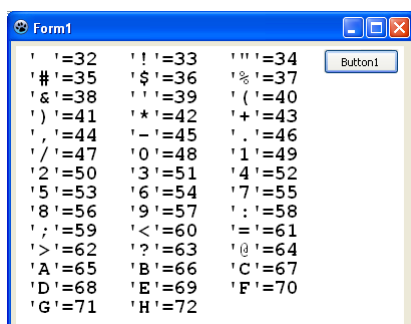 Form1
' '=32 '!'=33 '"'=34 Button1
'#'=35 '$'=36 '%'=37
'&'=38 '''=39 '('=40
')'=41 '*'=42 '+'=43
','=44 '-'=45 '.'=46
'/'=47 '0'=48 '1'=49
'2'=50 '3'=51 '4'=52
'5'=53 '6'=54 '7'=55
'8'=56 '9'=57 ':'=58
';'=59 '<'=60 '='=61
'>'=62 '?'=63 '@'=64
'A'=65 'B'=66 'C'=67
'D'=68 'E'=69 'F'=70
'G'=71 'H'=72